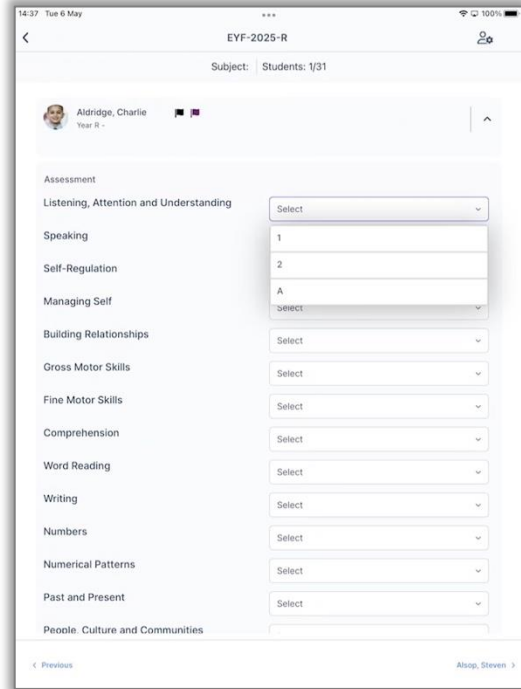 14:37 Tue 6 May
100%
EYF-2025-R
Subject: Students: 1/31
Aldridge, Charlie
Year R -
Assessment
Listening, Attention and Understanding Select
Speaking 1
Self-Regulation 2
A
Managing Self Select
Building Relationships Select
Gross Motor Skills Select
Fine Motor Skills Select
Comprehension Select
Word Reading Select
Writing Select
Numbers Select
Numerical Patterns Select
Past and Present Select
People, Culture and Communities
Previous Alsop, Steven